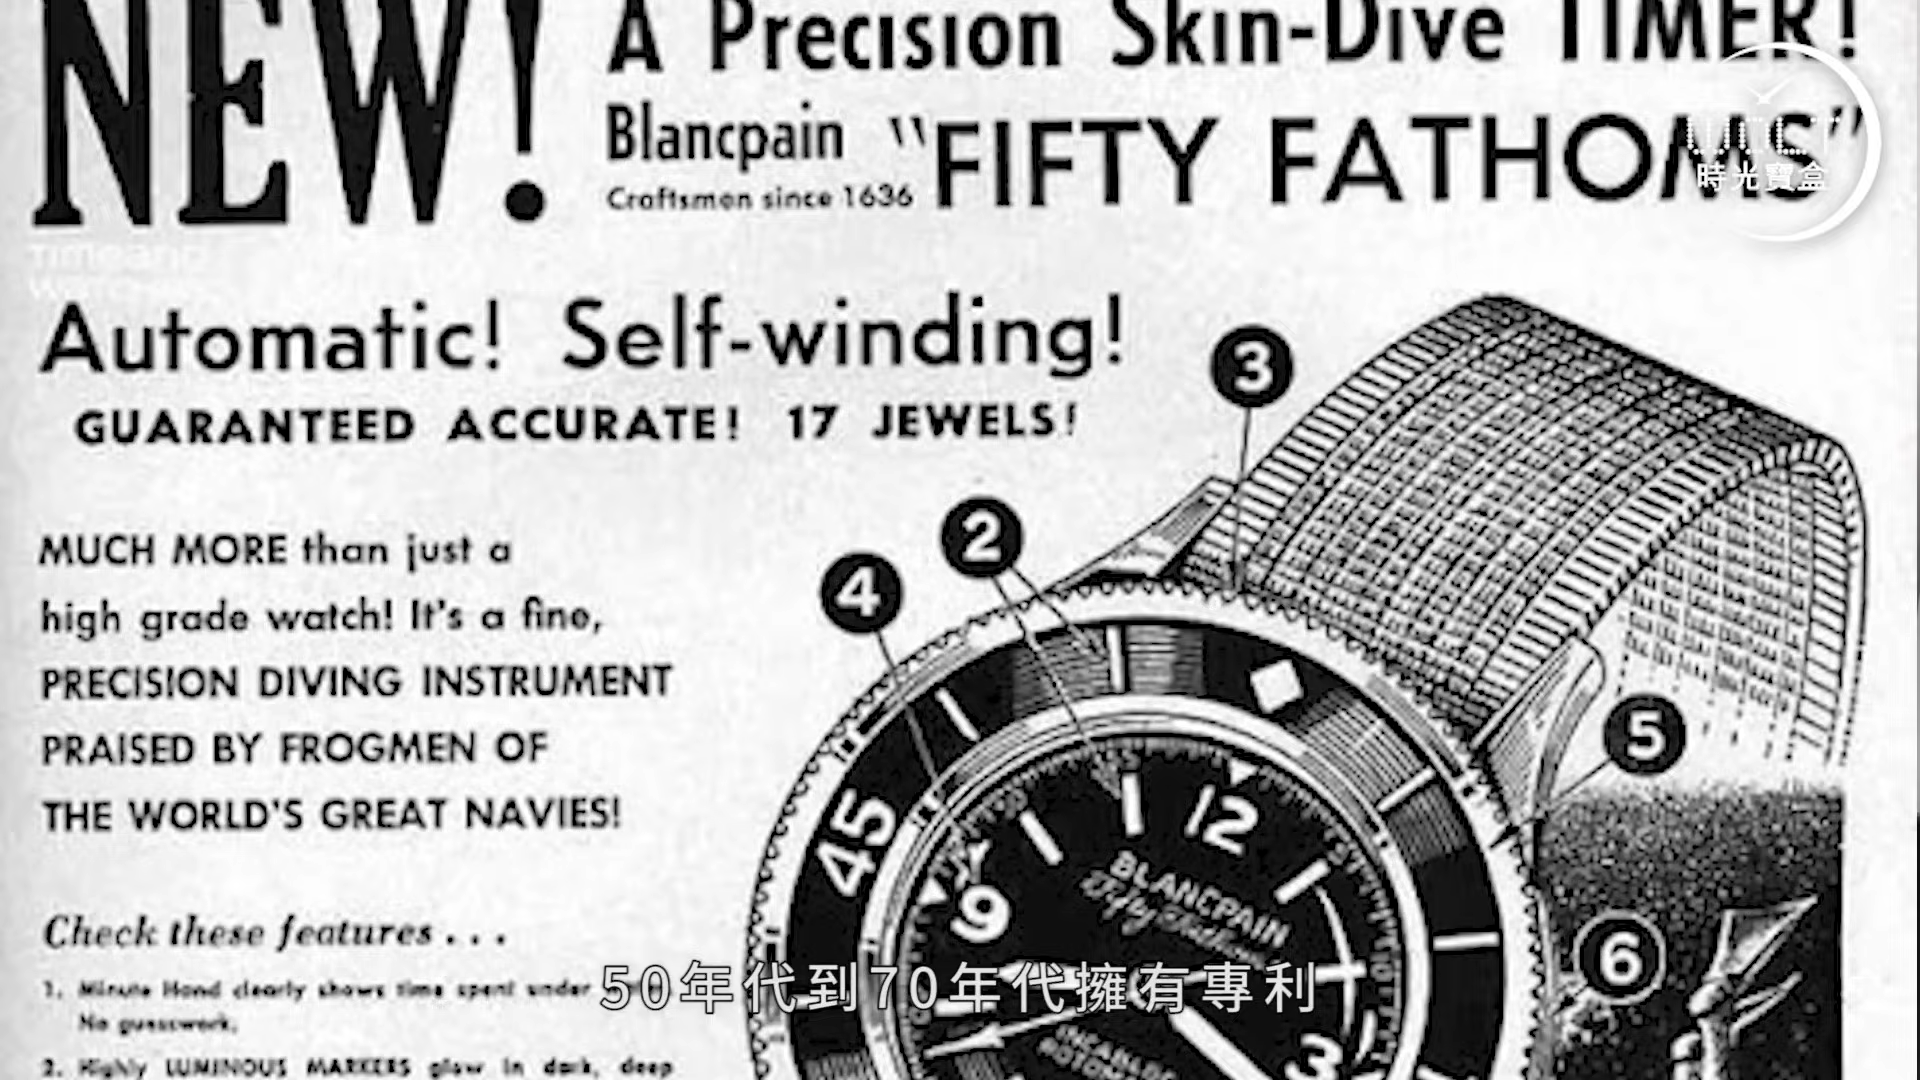 NEW!
A Precision Skin-Dive TIMER!
Blancpain "FIFTY FATHOMS"
Craftsmen since 1636
時光寶盒
Automatic! Self-winding!
GUARANTEED ACCURATE! 17 JEWELS!
MUCH MORE than just a
high grade watch! It's a fine,
PRECISION DIVING INSTRUMENT
PRAISED BY FROGMEN OF
THE WORLD'S GREAT NAVIES!
Check these features...
1. Minute Hand clearly shows time spent under
No guesswork.
2. Highly LUMINOUS MARKERS glow in dark, deep
3
2
4
5
6
45
12
9
3
BLANCPAIN
50年代到70年代擁有專利